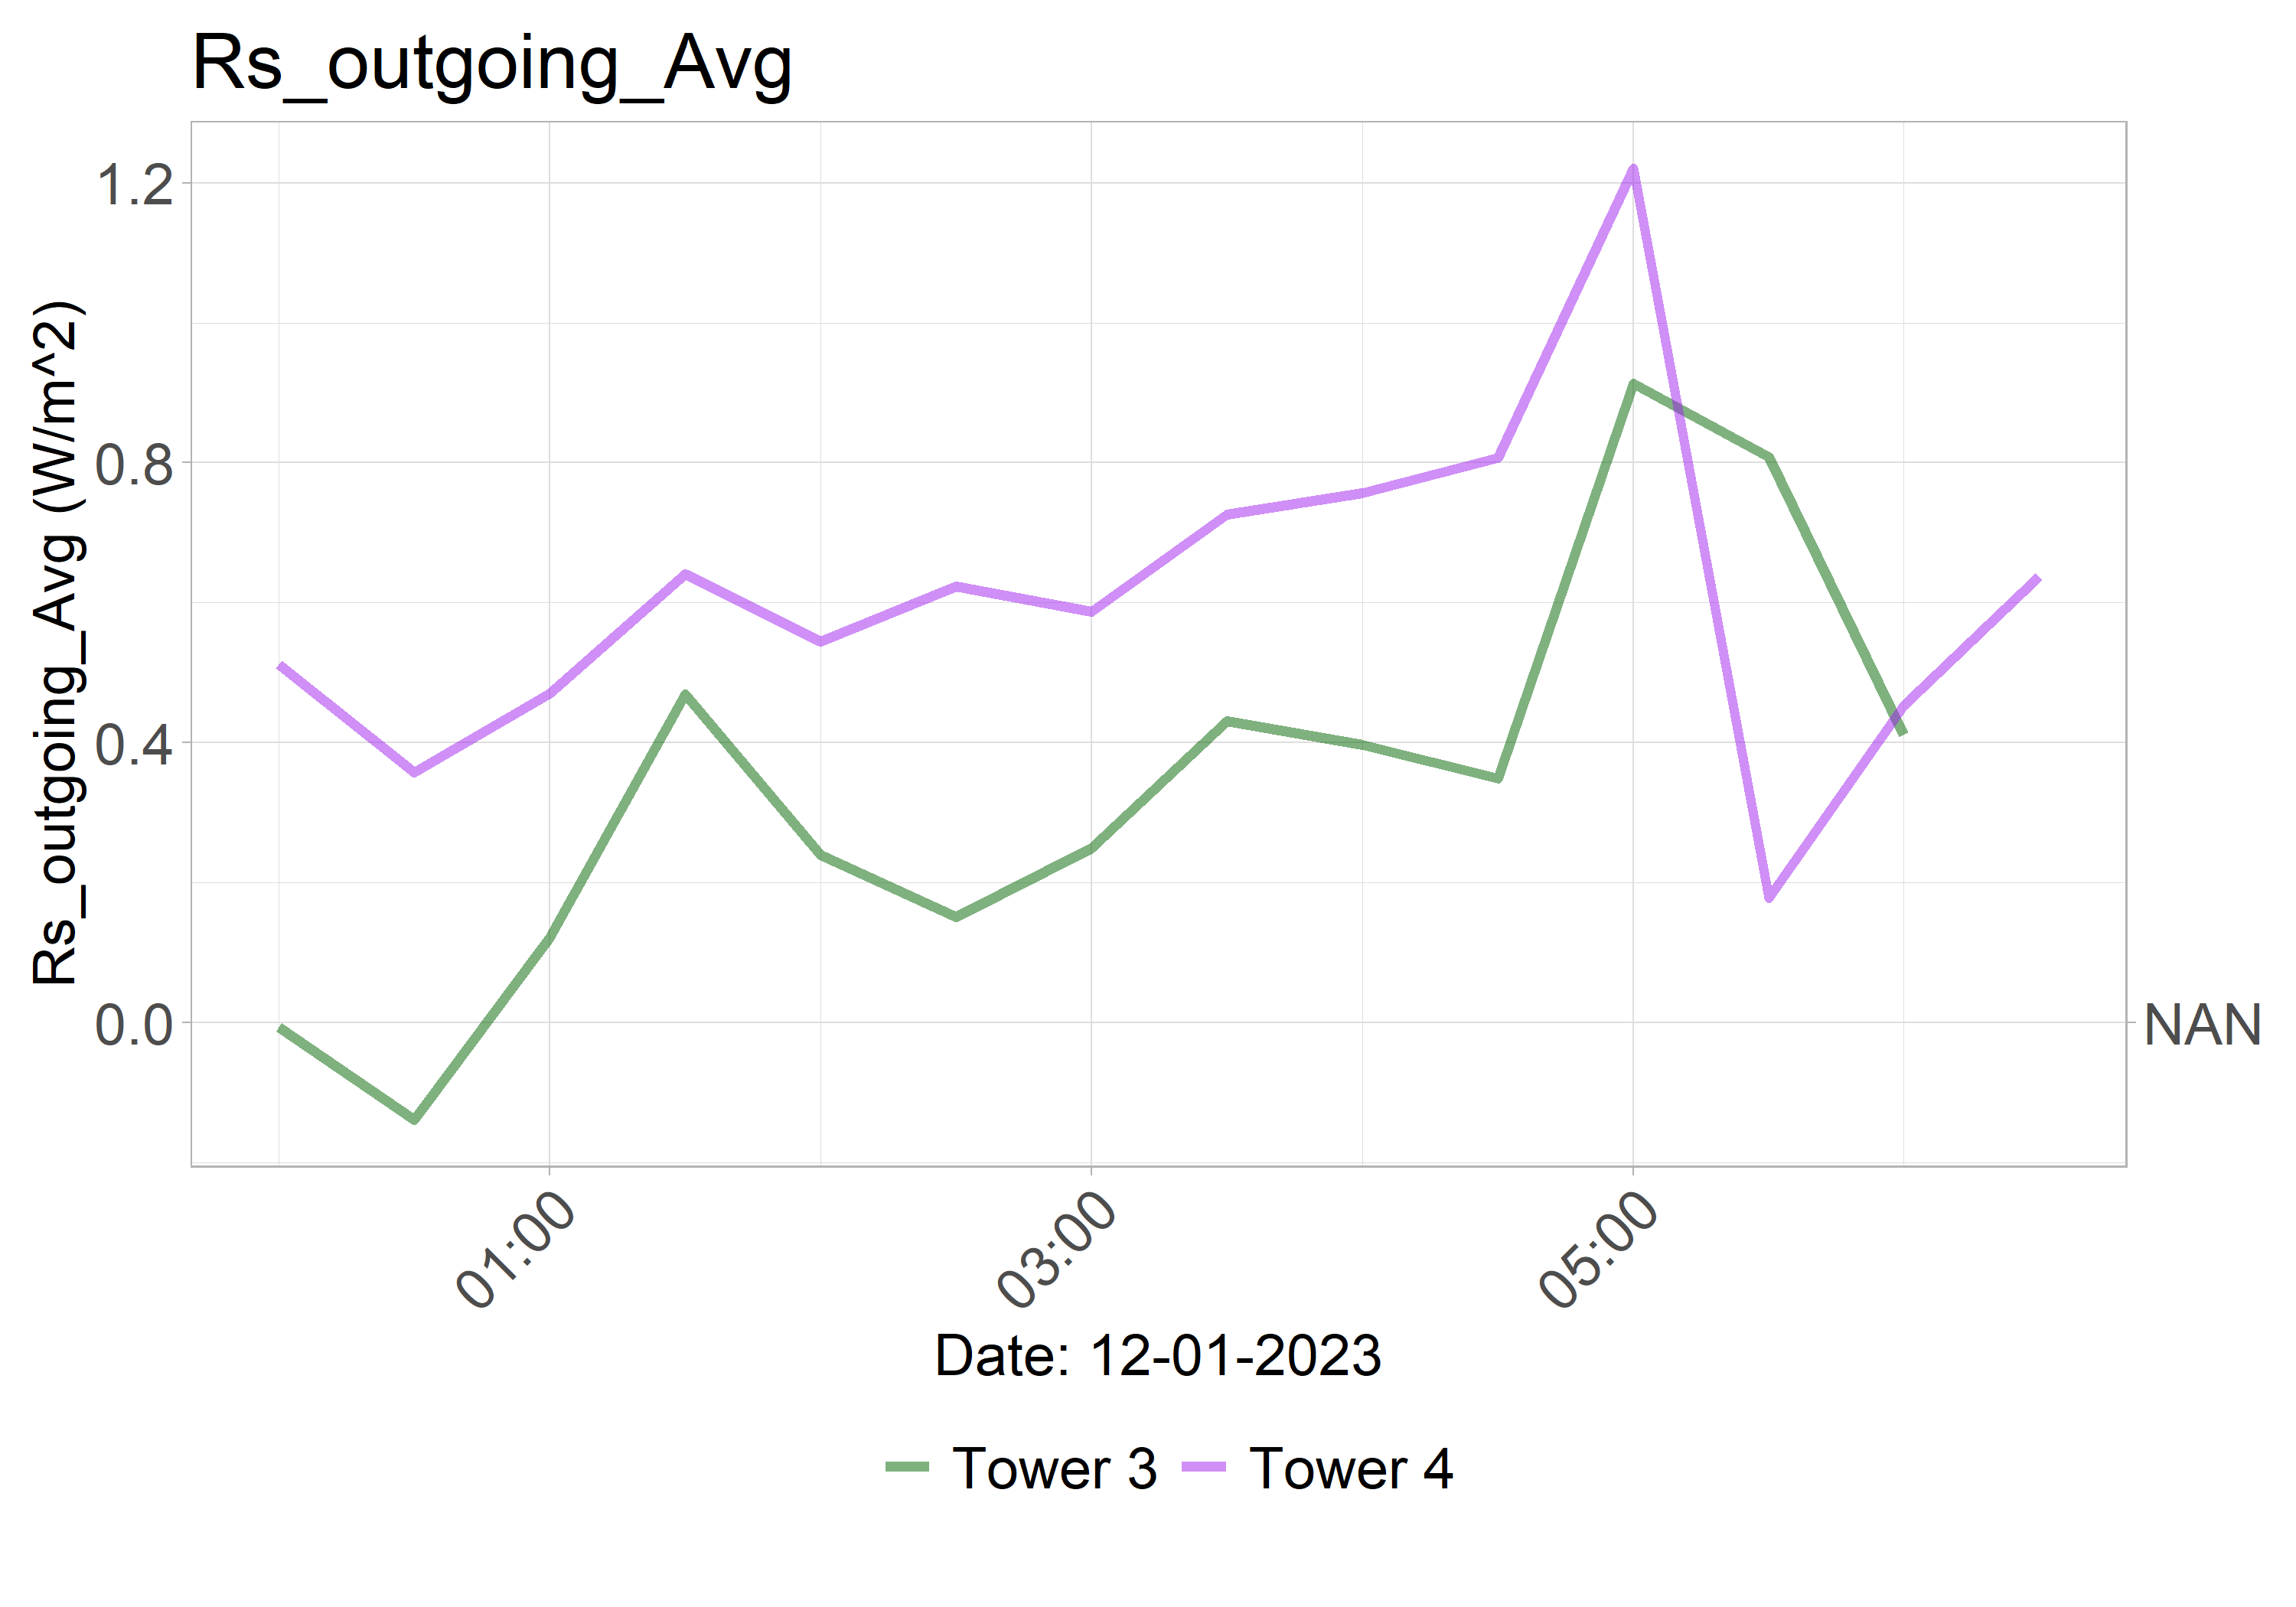 Rs_outgoing_Avg
Rs_outgoing_Avg (W/m^2)
1.2
0.8
0.4
0.0
NAN
01:00
03:00
05:00
Date: 12-01-2023
Tower 3
Tower 4